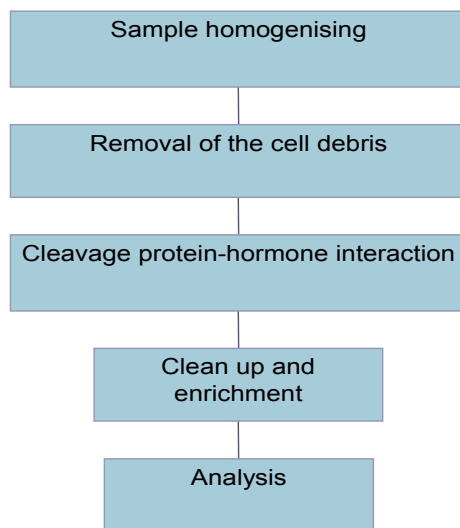 Sample homogenising
Removal of the cell debris
Cleavage protein-hormone interaction
Clean up and
enrichment
Analysis